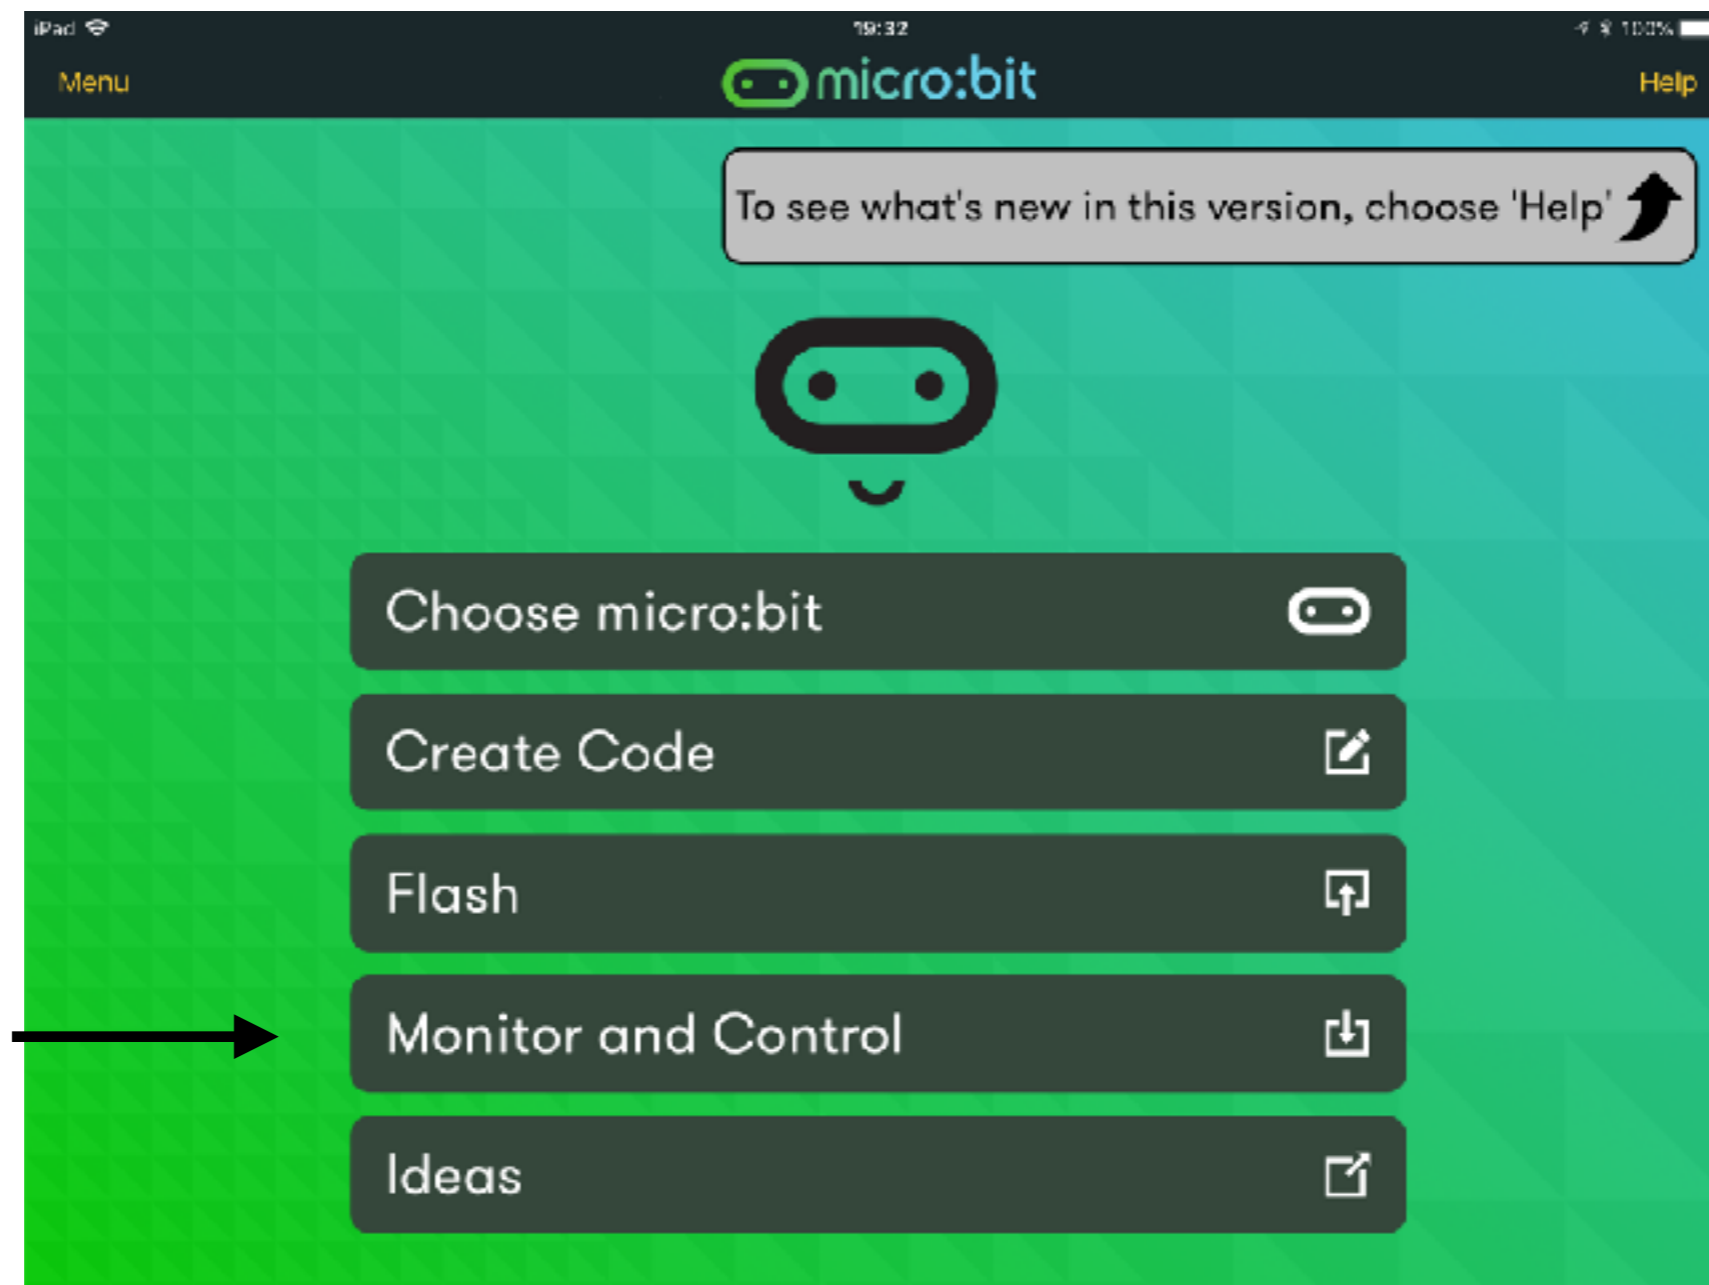 iPad 19:32 100%
Menu micro:bit Help
To see what's new in this version, choose 'Help'
Choose micro:bit
Create Code
Flash
Monitor and Control
Ideas